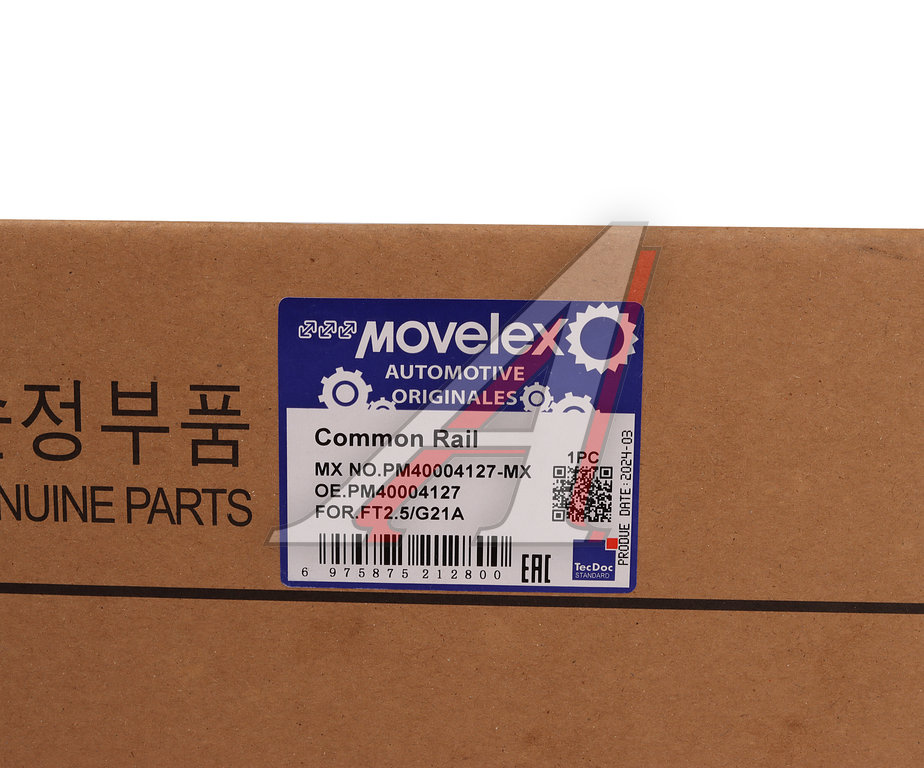 정부품
NUINE PARTS
MOVELEX
AUTOMOTIVE
ORIGINALES
Common Rail
MX NO.PM40004127-MX
OE.PM40004127
FOR.FT2.5/G21A
1PC
PRODUE DATE:2024-03
6 975875 212800
EAC
TecDoc
STANDARD